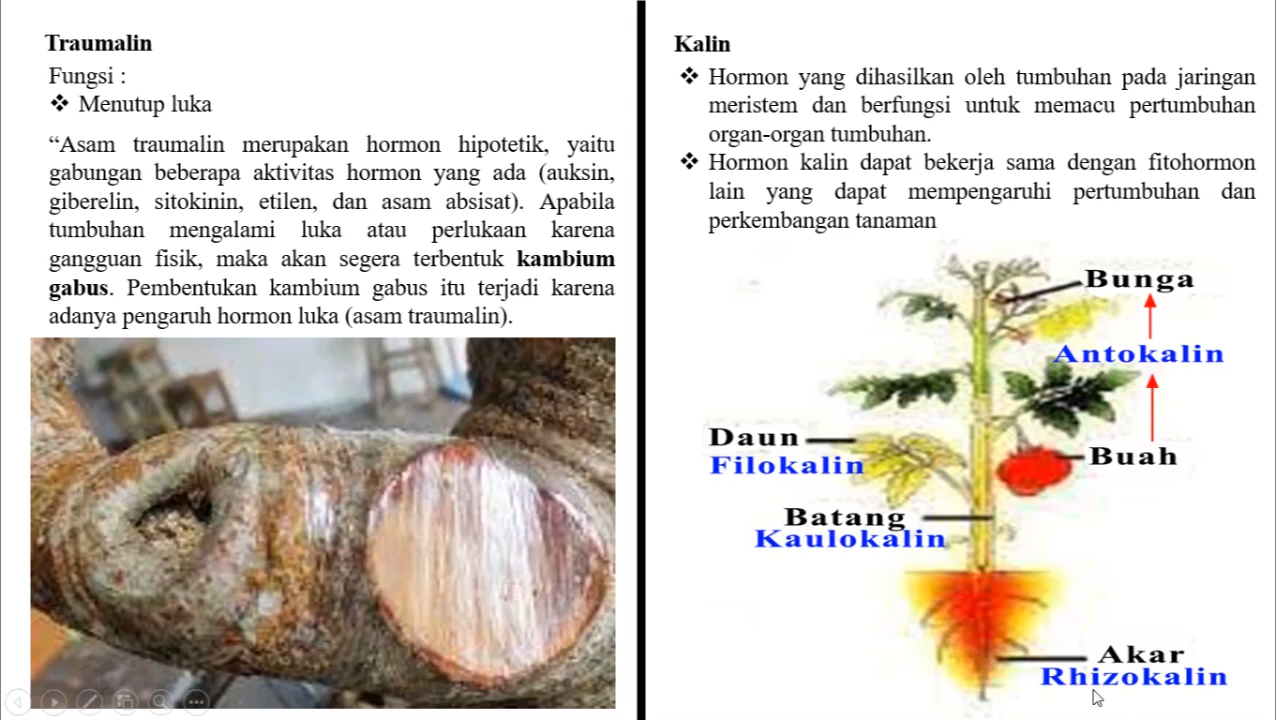 Traumalin
Fungsi :
❖ Menutup luka
“Asam traumalin merupakan hormon hipotetik, yaitu
gabungan beberapa aktivitas hormon yang ada (auksin,
giberelin, sitokinin, etilen, dan asam absisat). Apabila
tumbuhan mengalami luka atau perlukaan karena
gangguan fisik, maka akan segera terbentuk kambium
gabus. Pembentukan kambium gabus itu terjadi karena
adanya pengaruh hormon luka (asam traumalin).
Kalin
❖ Hormon yang dihasilkan oleh tumbuhan pada jaringan
meristem dan berfungsi untuk memacu pertumbuhan
organ-organ tumbuhan.
❖ Hormon kalin dapat bekerja sama dengan fitohormon
lain yang dapat mempengaruhi pertumbuhan dan
perkembangan tanaman
Bunga
Antokalin
Daun
Filokalin
Buah
Batang
Kaulokalin
Akar
Rhizokalin